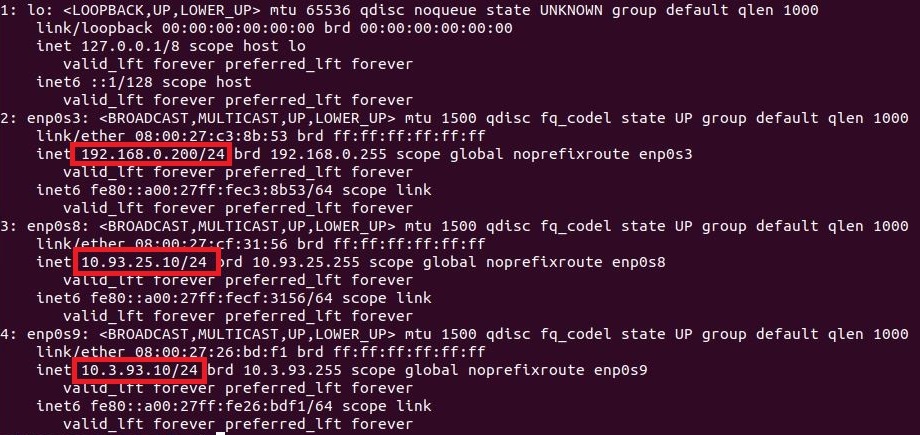 1: lo: <LOOPBACK,UP,LOWER_UP> mtu 65536 qdisc noqueue state UNKNOWN group default qlen 1000
link/loopback 00:00:00:00:00:00 brd 00:00:00:00:00:00
inet 127.0.0.1/8 scope host lo
valid_lft forever preferred_lft forever
inet6 ::1/128 scope host
valid_lft forever preferred_lft forever
2: enp0s3: <BROADCAST,MULTICAST,UP,LOWER_UP> mtu 1500 qdisc fq_codel state UP group default qlen 1000
link/ether 08:00:27:c3:8b:53 brd ff:ff:ff:ff:ff:ff
inet 192.168.0.200/24 brd 192.168.0.255 scope global noprefixroute enp0s3
valid_lft forever preferred_lft forever
inet6 fe80::a00:27ff:fec3:8b53/64 scope link
valid_lft forever preferred_lft forever
3: enp0s8: <BROADCAST,MULTICAST,UP,LOWER_UP> mtu 1500 qdisc fq_codel state UP group default qlen 1000
link/ether 08:00:27:cf:31:56 brd ff:ff:ff:ff:ff:ff
inet 10.93.25.10/24 brd 10.93.25.255 scope global noprefixroute enp0s8
valid_lft forever preferred_lft forever
inet6 fe80::a00:27ff:fecf:3156/64 scope link
valid_lft forever preferred_lft forever
4: enp0s9: <BROADCAST,MULTICAST,UP,LOWER_UP> mtu 1500 qdisc fq_codel state UP group default qlen 1000
link/ether 08:00:27:26:bd:f1 brd ff:ff:ff:ff:ff:ff
inet 10.3.93.10/24 brd 10.3.93.255 scope global noprefixroute enp0s9
valid_lft forever preferred_lft forever
inet6 fe80::a00:27ff:fe26:bdf1/64 scope link
valid_lft forever preferred_lft forever